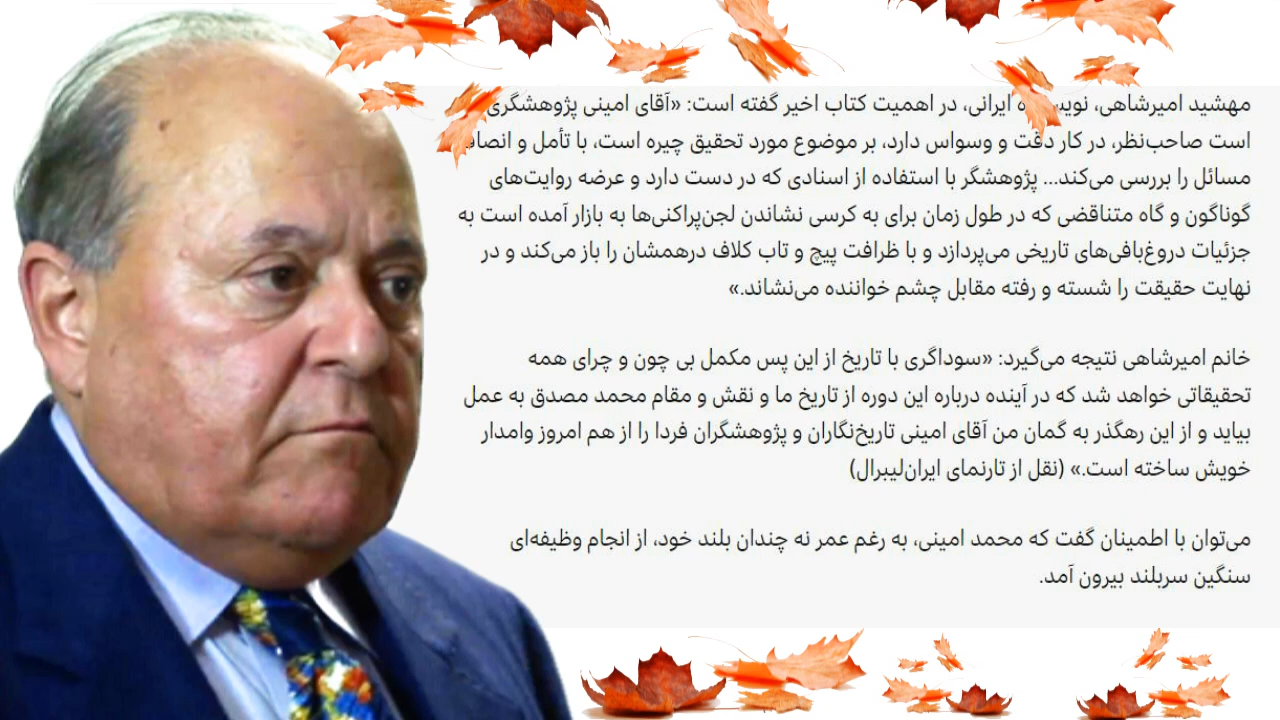 مهشید امیرشاهی، نویسنده ایرانی، در اهمیت کتاب اخیر گفته است: «آقای امینی پژوهشگری
است صاحب‌نظر، در کار دقت و وسواس دارد، بر موضوع مورد تحقیق چیره است، با تأمل و انصاف
مسائل را بررسی می‌کند... پژوهشگر با استفاده از اسنادی که در دست دارد و عرضه روایت‌های
گوناگون و گاه متناقضی که در طول زمان برای به کرسی نشاندن لجن‌پراکنی‌ها به بازار آمده است به
جزئیات دروغ‌بافی‌های تاریخی می‌پردازد و با ظرافت پیچ و تاب کلاف درهمشان را باز می‌کند و در
نهایت حقیقت را شسته و رفته مقابل چشم خواننده می‌نشاند.»
خانم امیرشاهی نتیجه می‌گیرد: «سوداگری با تاریخ از این پس مکمل بی چون و چرای همه
تحقیقاتی خواهد شد که در آینده درباره این دوره از تاریخ ما و نقش و مقام محمد مصدق به عمل
بیاید و از این رهگذر به گمان من آقای امینی تاریخ‌نگاران و پژوهشگران فردا را از هم امروز وامدار
خویش ساخته است.» (نقل از تارنمای ایران‌لیبرال)
می‌توان با اطمینان گفت که محمد امینی، به رغم عمر نه چندان بلند خود، از انجام وظیفه‌ای
سنگین سربلند بیرون آمد.